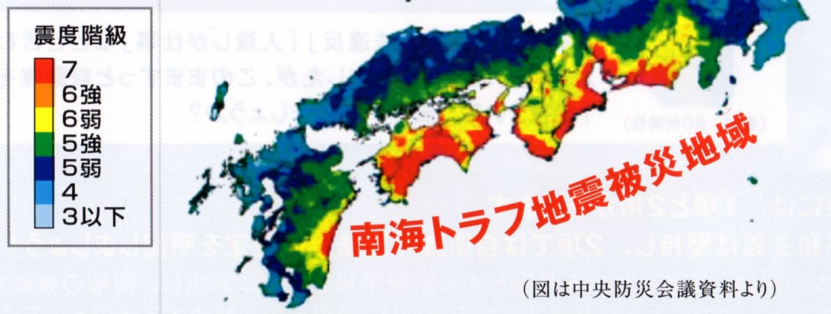 震度階級
7
6強
6弱
5強
5弱
4
3以下
南海トラフ地震被災地域
(図は中央防災会議資料より)